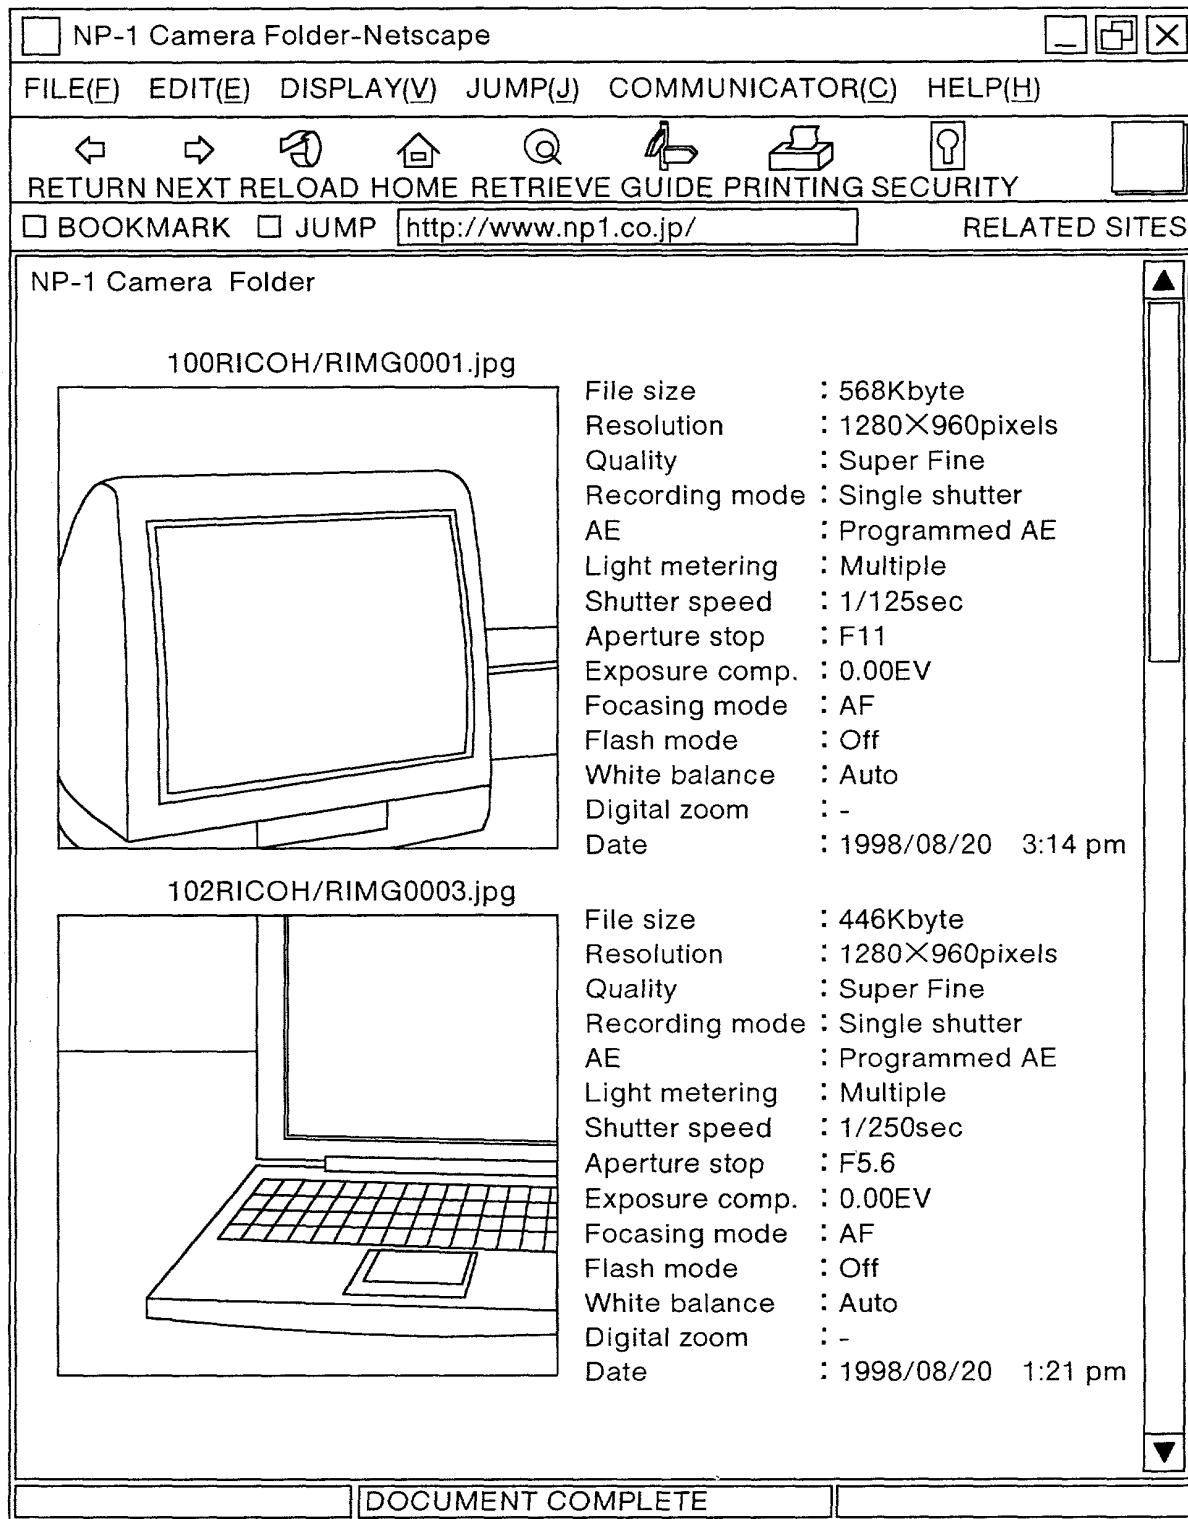 NP-1 Camera Folder-Netscape
FILE(F) EDIT(E) DISPLAY(V) JUMP(J) COMMUNICATOR(C) HELP(H)
RETURN NEXT RELOAD HOME RETRIEVE GUIDE PRINTING SECURITY
BOOKMARK JUMP http://www.np1.co.jp/ RELATED SITES
NP-1 Camera Folder
100RICOH/RIMG0001.jpg
File size : 568Kbyte
Resolution : 1280×960pixels
Quality : Super Fine
Recording mode : Single shutter
AE : Programmed AE
Light metering : Multiple
Shutter speed : 1/125sec
Aperture stop : F11
Exposure comp. : 0.00EV
Focasing mode : AF
Flash mode : Off
White balance : Auto
Digital zoom : -
Date : 1998/08/20 3:14 pm
102RICOH/RIMG0003.jpg
File size : 446Kbyte
Resolution : 1280×960pixels
Quality : Super Fine
Recording mode : Single shutter
AE : Programmed AE
Light metering : Multiple
Shutter speed : 1/250sec
Aperture stop : F5.6
Exposure comp. : 0.00EV
Focasing mode : AF
Flash mode : Off
White balance : Auto
Digital zoom : -
Date : 1998/08/20 1:21 pm
DOCUMENT COMPLETE